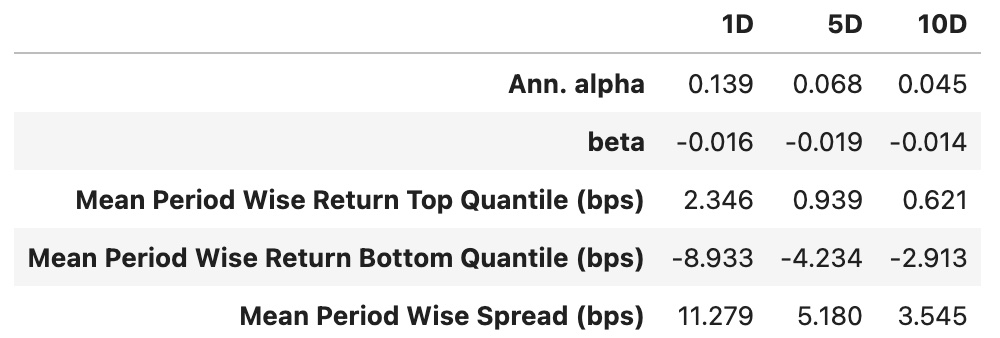 1D 5D 10D
Ann. alpha 0.139 0.068 0.045
beta -0.016 -0.019 -0.014
Mean Period Wise Return Top Quantile (bps) 2.346 0.939 0.621
Mean Period Wise Return Bottom Quantile (bps) -8.933 -4.234 -2.913
Mean Period Wise Spread (bps) 11.279 5.180 3.545